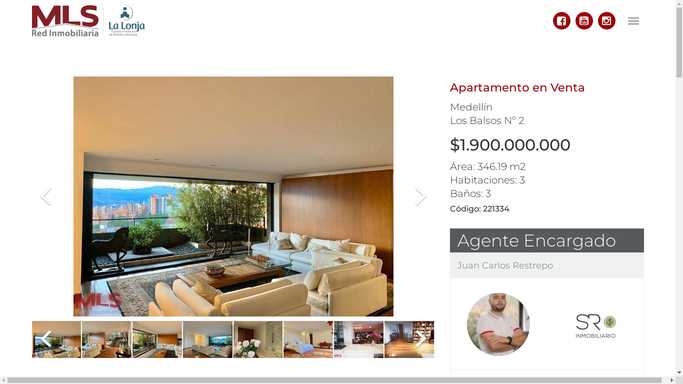 MLS
Red Inmobiliaria
La Lonja
Apartamento en Venta
Medellín
Los Balsos Nº 2
$1.900.000.000
Área: 346.19 m2
Habitaciones: 3
Baños: 3
Código: 221334
Agente Encargado
Juan Carlos Restrepo
MLS
SR
INMOBILIARIO